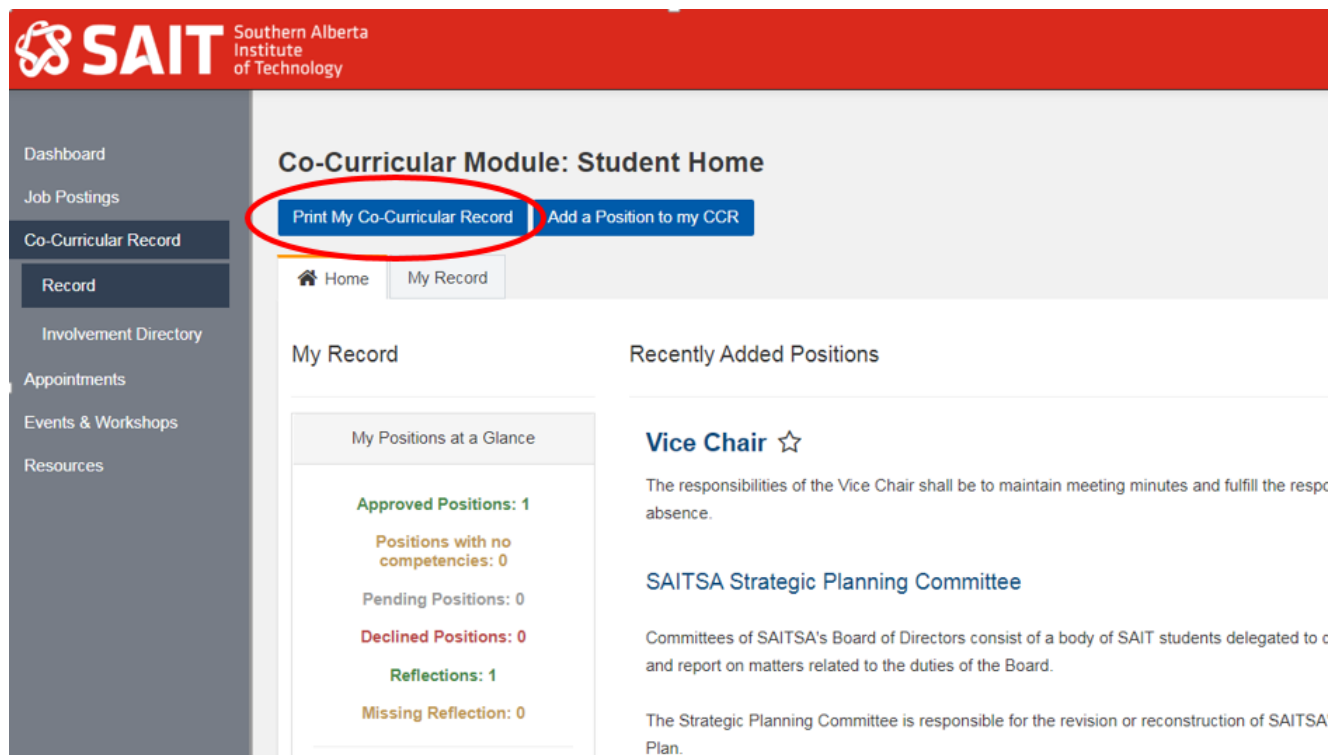 SAIT
Southern Alberta
Institute
of Technology
Dashboard
Job Postings
Co-Curricular Record
Record
Involvement Directory
Appointments
Events & Workshops
Resources
Co-Curricular Module: Student Home
Print My Co-Curricular Record
Add a Position to my CCR
Home
My Record
My Record
My Positions at a Glance
Approved Positions: 1
Positions with no
competencies: 0
Pending Positions: 0
Declined Positions: 0
Reflections: 1
Missing Reflection: 0
Recently Added Positions
Vice Chair
The responsibilities of the Vice Chair shall be to maintain meeting minutes and fulfill the
absence.
SAITSA Strategic Planning Committee
Committees of SAITSA's Board of Directors consist of a body of SAIT students delegated to
and report on matters related to the duties of the Board.
The Strategic Planning Committee is responsible for the revision or reconstruction of SAITSA'
Plan.